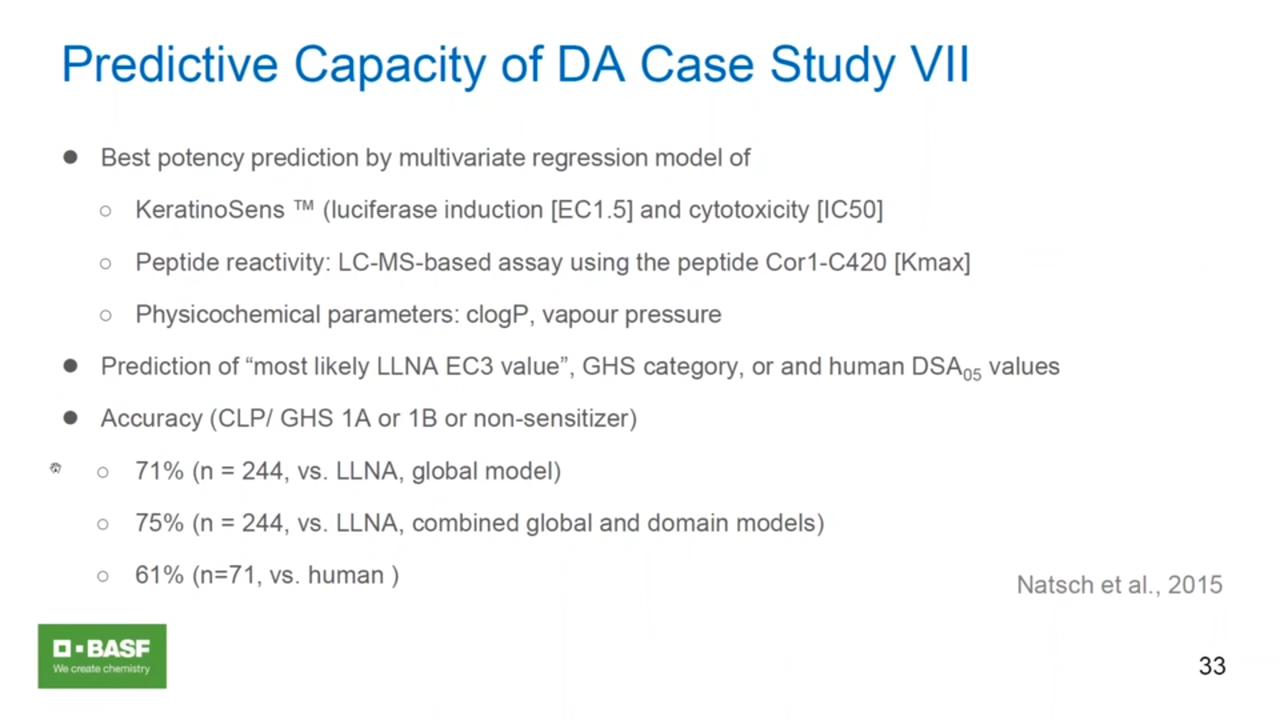 Predictive Capacity of DA Case Study VII
● Best potency prediction by multivariate regression model of
○ KeratinoSens ™ (luciferase induction [EC1.5] and cytotoxicity [IC50]
○ Peptide reactivity: LC-MS-based assay using the peptide Cor1-C420 [Kmax]
○ Physicochemical parameters: clogP, vapour pressure
● Prediction of “most likely LLNA EC3 value”, GHS category, or and human DSA₀₅ values
● Accuracy (CLP/ GHS 1A or 1B or non-sensitizer)
○ 71% (n = 244, vs. LLNA, global model)
○ 75% (n = 244, vs. LLNA, combined global and domain models)
○ 61% (n=71, vs. human )
Natsch et al., 2015
BASF
We create chemistry
33